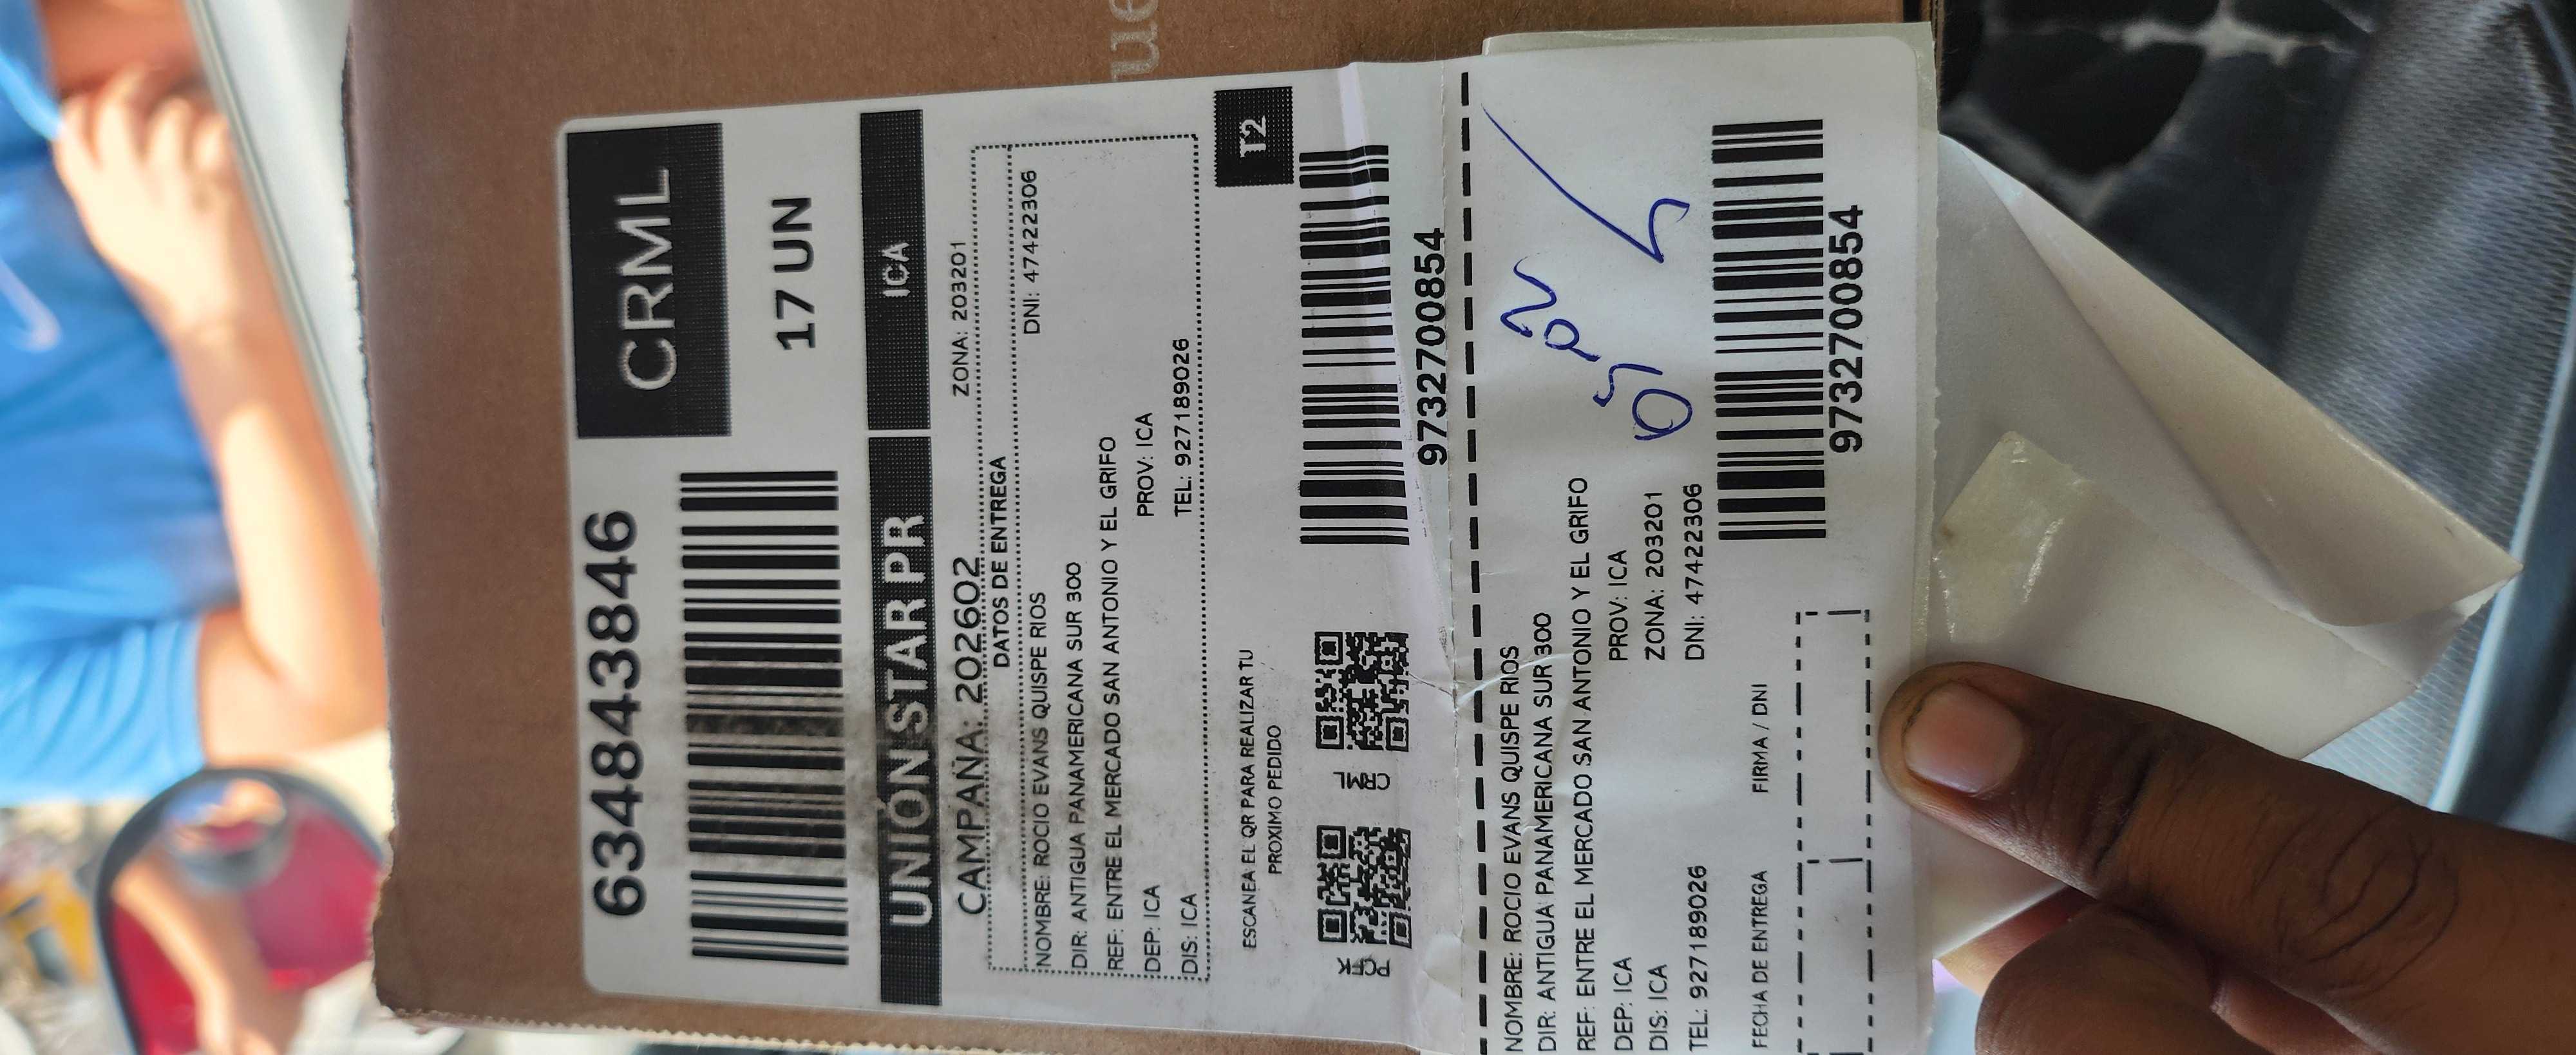 6348438846
CRML
17 UN
UNIÓN STAR PR
ICA
CAMPAÑA: 202602
ZONA: 203201
DATOS DE ENTREGA
NOMBRE: ROCIO EVANS QUISPE RIOS
DNI: 47422306
DIR: ANTIGUA PANAMERICANA SUR 300
REF: ENTRE EL MERCADO SAN ANTONIO Y EL GRIFO
DEP: ICA
PROV: ICA
DIS: ICA
TEL: 927189026
ESCANEA EL QR PARA REALIZAR TU
PROXIMO PEDIDO
T2
9732700854
NOMBRE: ROCIO EVANS QUISPE RIOS
DIR: ANTIGUA PANAMERICANA SUR 300
REF: ENTRE EL MERCADO SAN ANTONIO Y EL GRIFO
DEP: ICA
PROV: ICA
DIS: ICA
ZONA: 203201
TEL: 927189026
DNI: 47422306
FECHA DE ENTREGA
FIRMA / DNI
9732700854